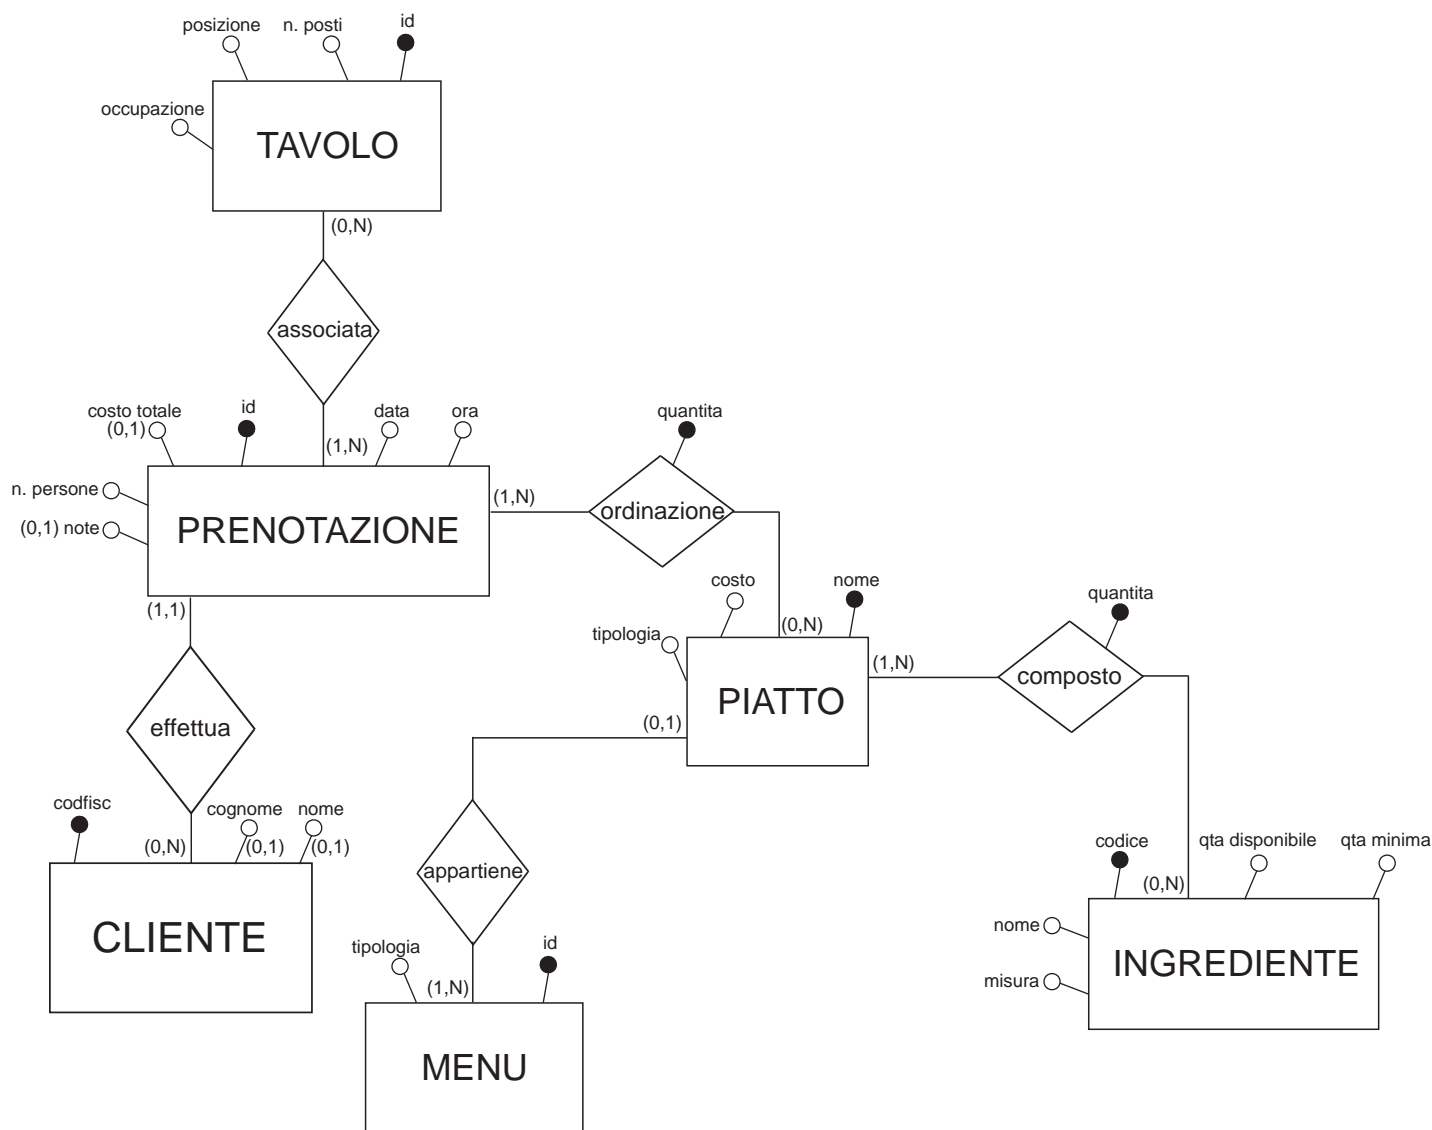 posizione n. posti id
occupazione
TAVOLO
(0,N)
associata
costo totale id data ora
(0,1)
(1,N)
n. persone
(0,1) note
PRENOTAZIONE
(1,N)
quantita
ordinazione
(1,1)
costo nome
tipologia
(0,N)
PIATTO
(1,N)
quantita
composto
(0,1)
effettua
codfisc cognome nome
(0,N) (0,1) (0,1)
CLIENTE
appartiene
tipologia id
(1,N)
MENU
codice qta disponibile qta minima
(0,N)
nome
misura
INGREDIENTE